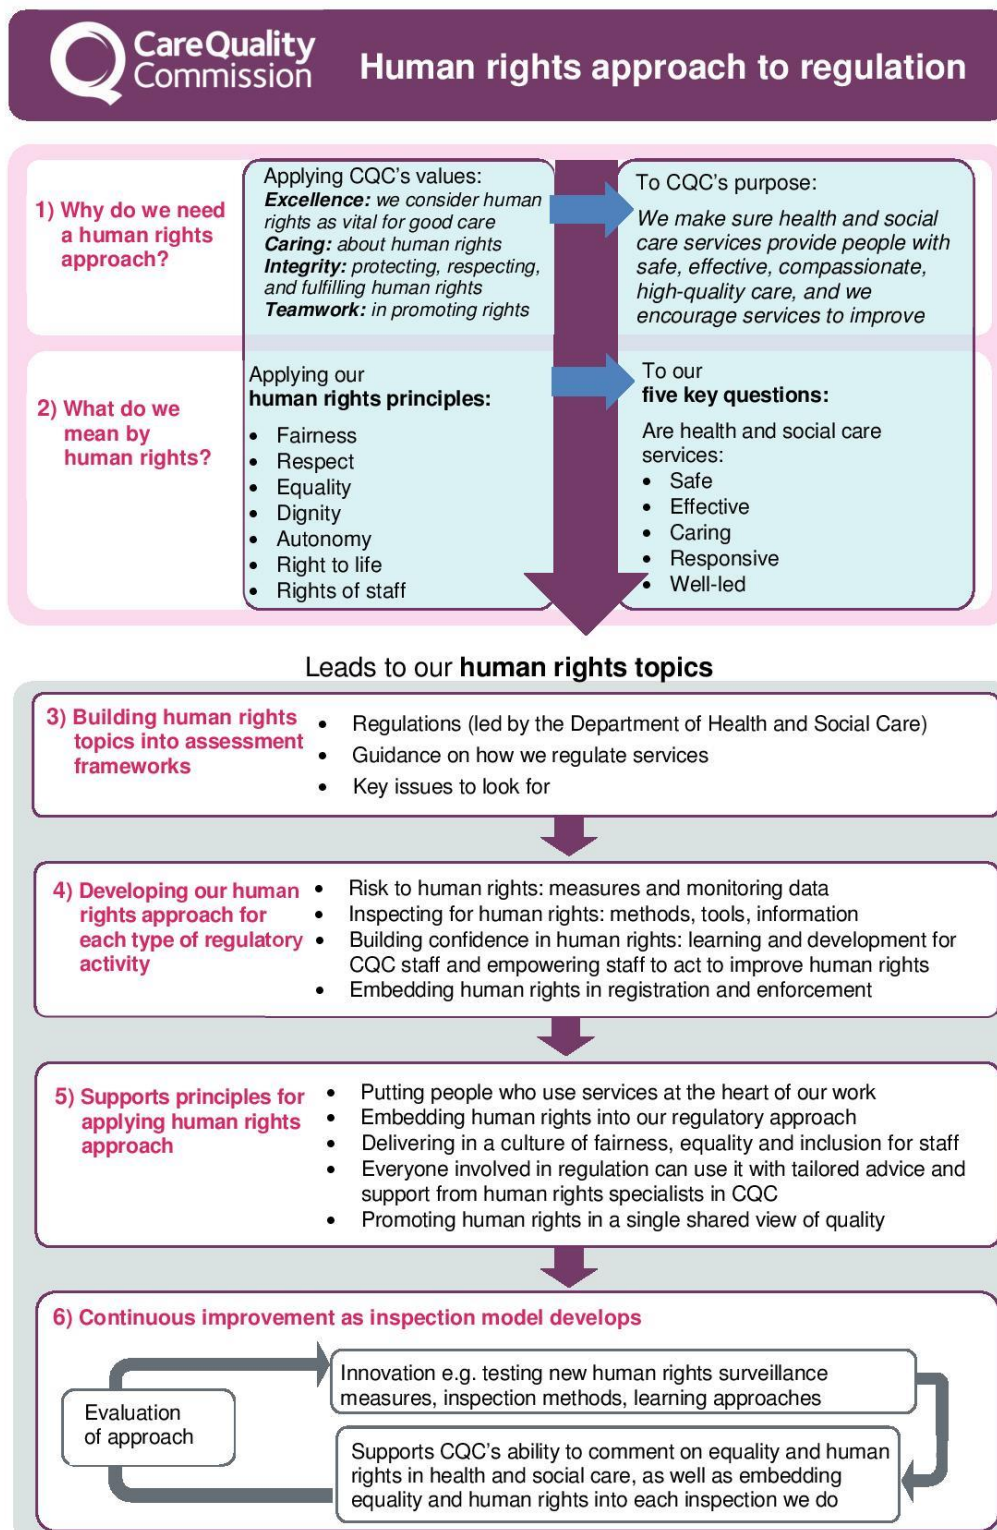 CareQuality
Commission
Human rights approach to regulation
1) Why do we need
a human rights
approach?
Applying CQC's values:
Excellence: we consider human
rights as vital for good care
Caring: about human rights
Integrity: protecting, respecting,
and fulfilling human rights
Teamwork: in promoting rights
To CQC's purpose:
We make sure health and social
care services provide people with
safe, effective, compassionate,
high-quality care, and we
encourage services to improve
2) What do we
mean by
human rights?
Applying our
human rights principles:
• Fairness
• Respect
• Equality
• Dignity
• Autonomy
• Right to life
• Rights of staff
To our
five key questions:
Are health and social care
services:
• Safe
• Effective
• Caring
• Responsive
• Well-led
Leads to our human rights topics
3) Building human rights
topics into assessment
frameworks
• Regulations (led by the Department of Health and Social Care)
• Guidance on how we regulate services
• Key issues to look for
4) Developing our human
rights approach for
each type of regulatory
activity
• Risk to human rights: measures and monitoring data
• Inspecting for human rights: methods, tools, information
• Building confidence in human rights: learning and development for
CQC staff and empowering staff to act to improve human rights
• Embedding human rights in registration and enforcement
5) Supports principles for
applying human rights
approach
• Putting people who use services at the heart of our work
• Embedding human rights into our regulatory approach
• Delivering in a culture of fairness, equality and inclusion for staff
• Everyone involved in regulation can use it with tailored advice and
support from human rights specialists in CQC
• Promoting human rights in a single shared view of quality
6) Continuous improvement as inspection model develops
Innovation e.g. testing new human rights surveillance
measures, inspection methods, learning approaches
Evaluation
of approach
Supports CQC's ability to comment on equality and human
rights in health and social care, as well as embedding
equality and human rights into each inspection we do